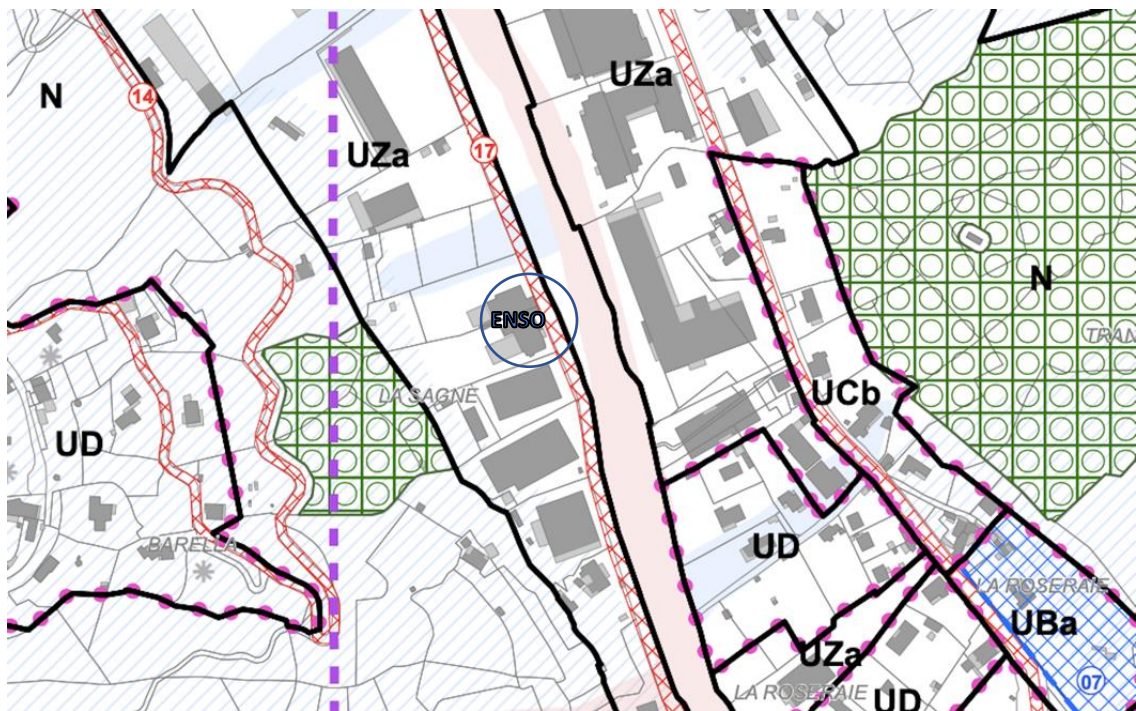 UZa
N
14
17
UZa
N
ENSO
TRAN
LA SAGNE
UCb
UD
BARELLA
UD
LA ROSERAIE
UBa
UZa
07
LA ROSERAIE
UD